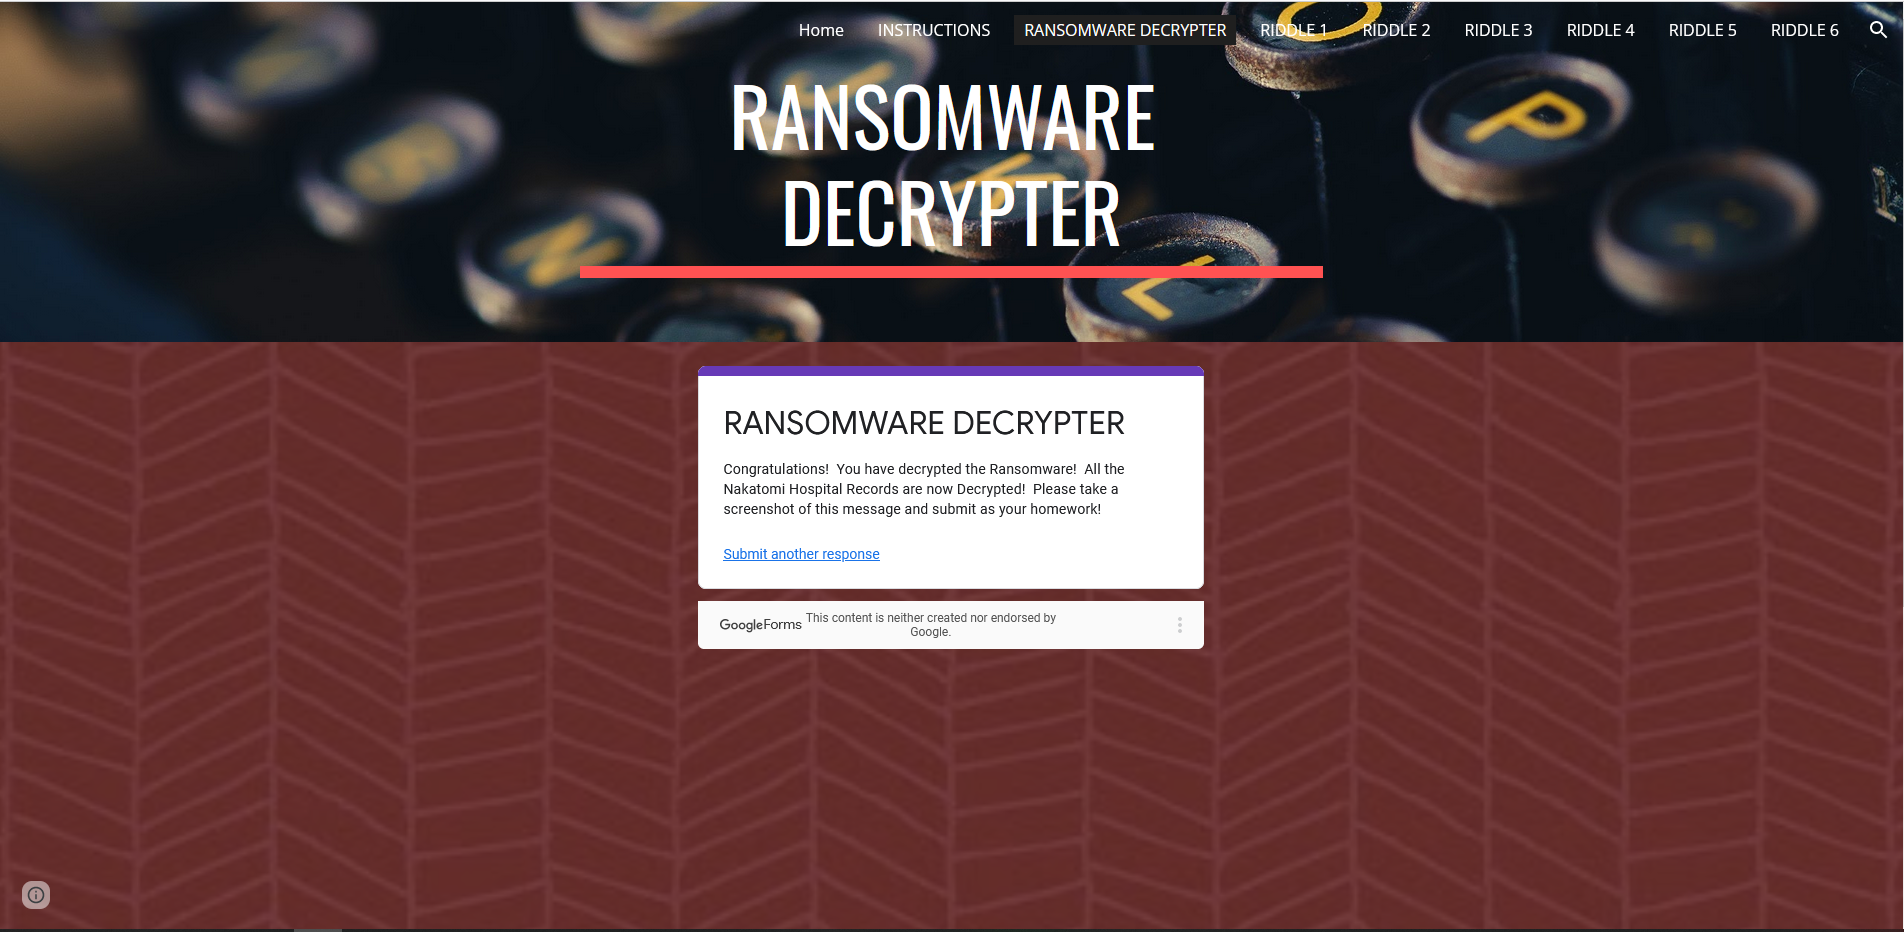 Home INSTRUCTIONS RANSOMWARE DECRYPTER RIDDLE 1 RIDDLE 2 RIDDLE 3 RIDDLE 4 RIDDLE 5 RIDDLE 6
RANSOMWARE
DECRYPTER
P
K
N
L
RANSOMWARE DECRYPTER
Congratulations! You have decrypted the Ransomware! All the
Nakatomi Hospital Records are now Decrypted! Please take a
screenshot of this message and submit as your homework!
Submit another response
GoogleForms This content is neither created nor endorsed by
Google.